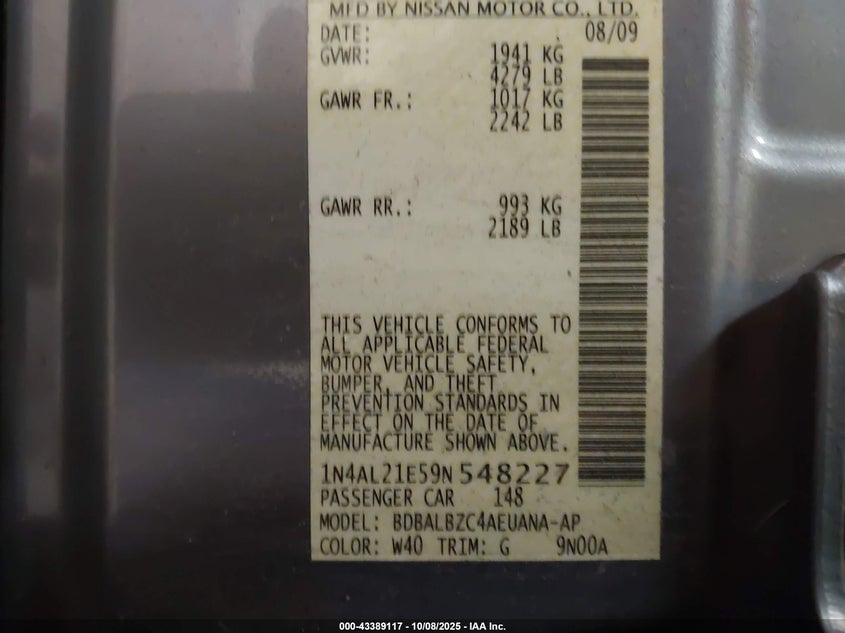 MFD BY NISSAN MOTOR CO., LTD.
DATE: 08/09
GVWR: 1941 KG
4279 LB
GAWR FR.: 1017 KG
2242 LB
GAWR RR.: 993 KG
2189 LB
THIS VEHICLE CONFORMS TO
ALL APPLICABLE FEDERAL
MOTOR VEHICLE SAFETY,
BUMPER, AND THEFT
PREVENTION STANDARDS IN
EFFECT ON THE DATE OF
MANUFACTURE SHOWN ABOVE.
1N4AL21E59N548227
PASSENGER CAR 148
MODEL: BDBALBZC4AEUANA-AP
COLOR: W40 TRIM: G 9N00A
000-43389117 - 10/08/2025 - IAA Inc.